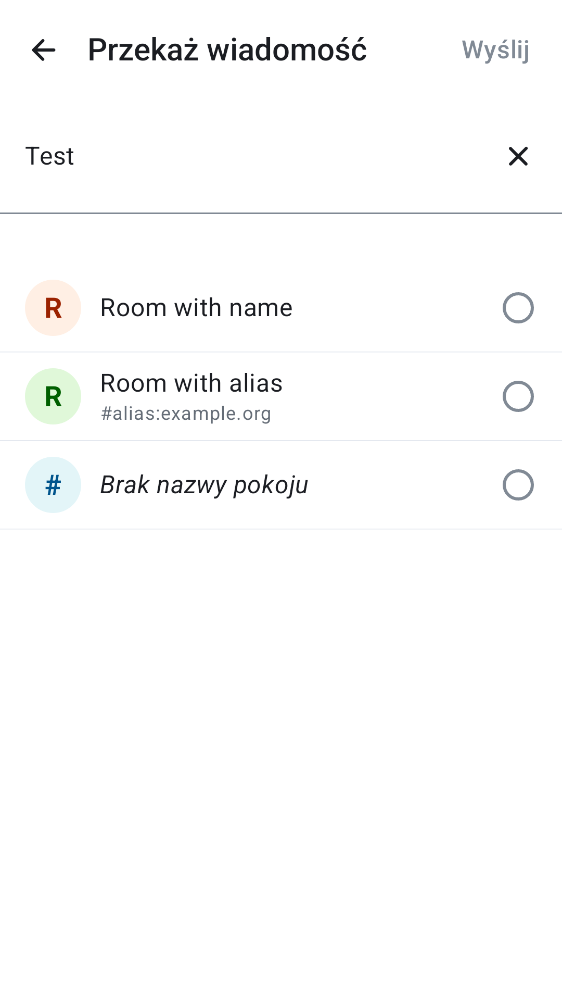 Przekaż wiadomość
Wyślij
Test
R
Room with name
R
Room with alias
#alias:example.org
#
Brak nazwy pokoju